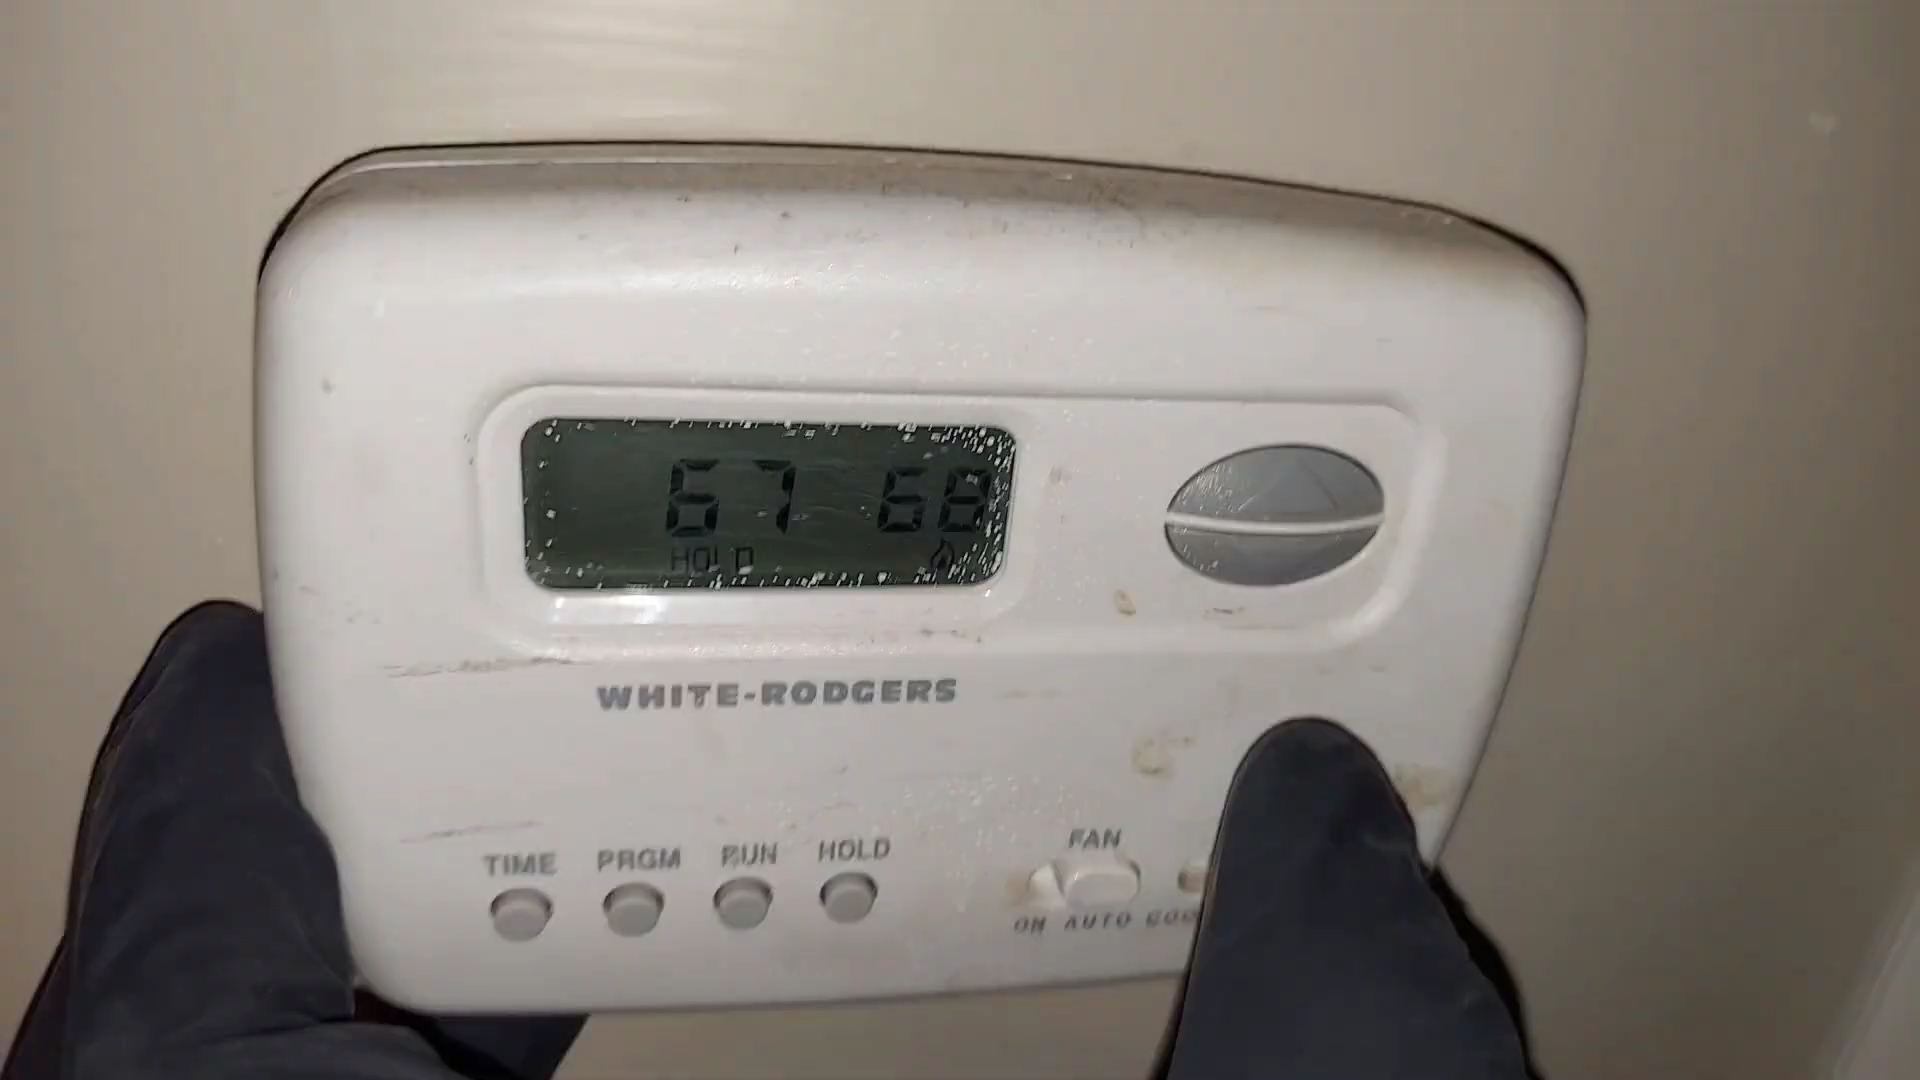 67 68
HOLD
WHITE-RODGERS
TIME PRGM RUN HOLD
FAN
ON AUTO